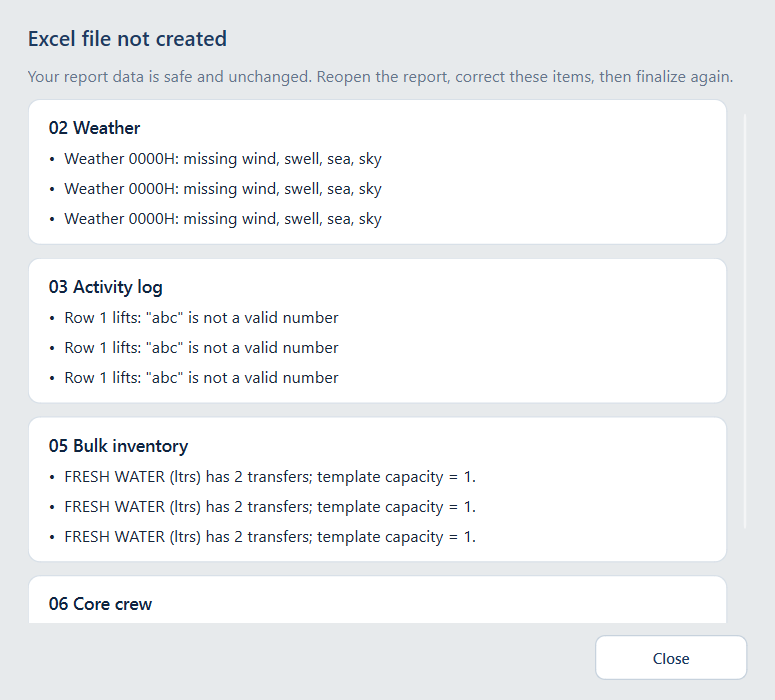 Excel file not created
Your report data is safe and unchanged. Reopen the report, correct these items, then finalize again.
02 Weather
• Weather 0000H: missing wind, swell, sea, sky
• Weather 0000H: missing wind, swell, sea, sky
• Weather 0000H: missing wind, swell, sea, sky
03 Activity log
• Row 1 lifts: "abc" is not a valid number
• Row 1 lifts: "abc" is not a valid number
• Row 1 lifts: "abc" is not a valid number
05 Bulk inventory
• FRESH WATER (ltrs) has 2 transfers; template capacity = 1.
• FRESH WATER (ltrs) has 2 transfers; template capacity = 1.
• FRESH WATER (ltrs) has 2 transfers; template capacity = 1.
06 Core crew
Close